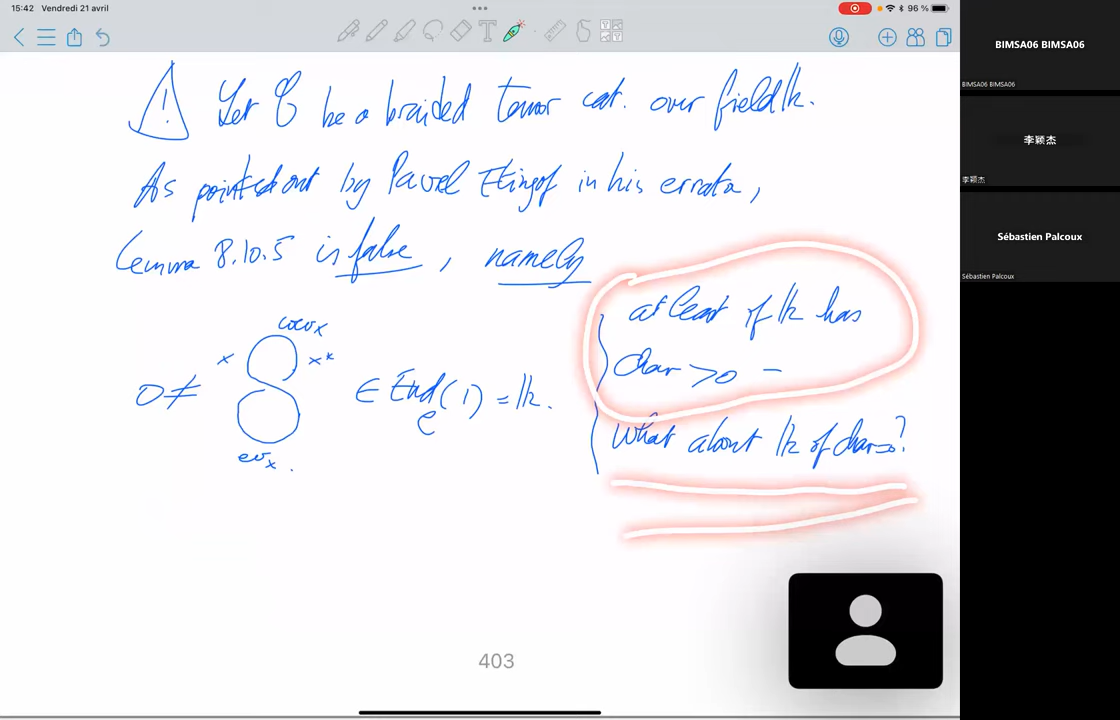 15:42 Vendredi 21 avril
96 %
BIMSA06 BIMSA06
BIMSA06 BIMSA06
李颖杰
李颖杰
Sébastien Palcoux
Sébastien Palcoux
! Let C be a braided tensor cat. over field k.
As pointed out by Pavel Etingof in his errata,
Lemma 8.10.5 is false, namely
at least if k has
char > 0
coev_x
x x*
0 ≠ ∈ End_C(1) = k.
What about k of char 0?
ev_x
403